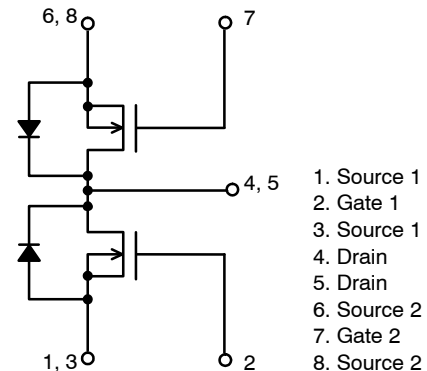 6, 8
7
4, 5
1, 3
2
1. Source 1
2. Gate 1
3. Source 1
4. Drain
5. Drain
6. Source 2
7. Gate 2
8. Source 2